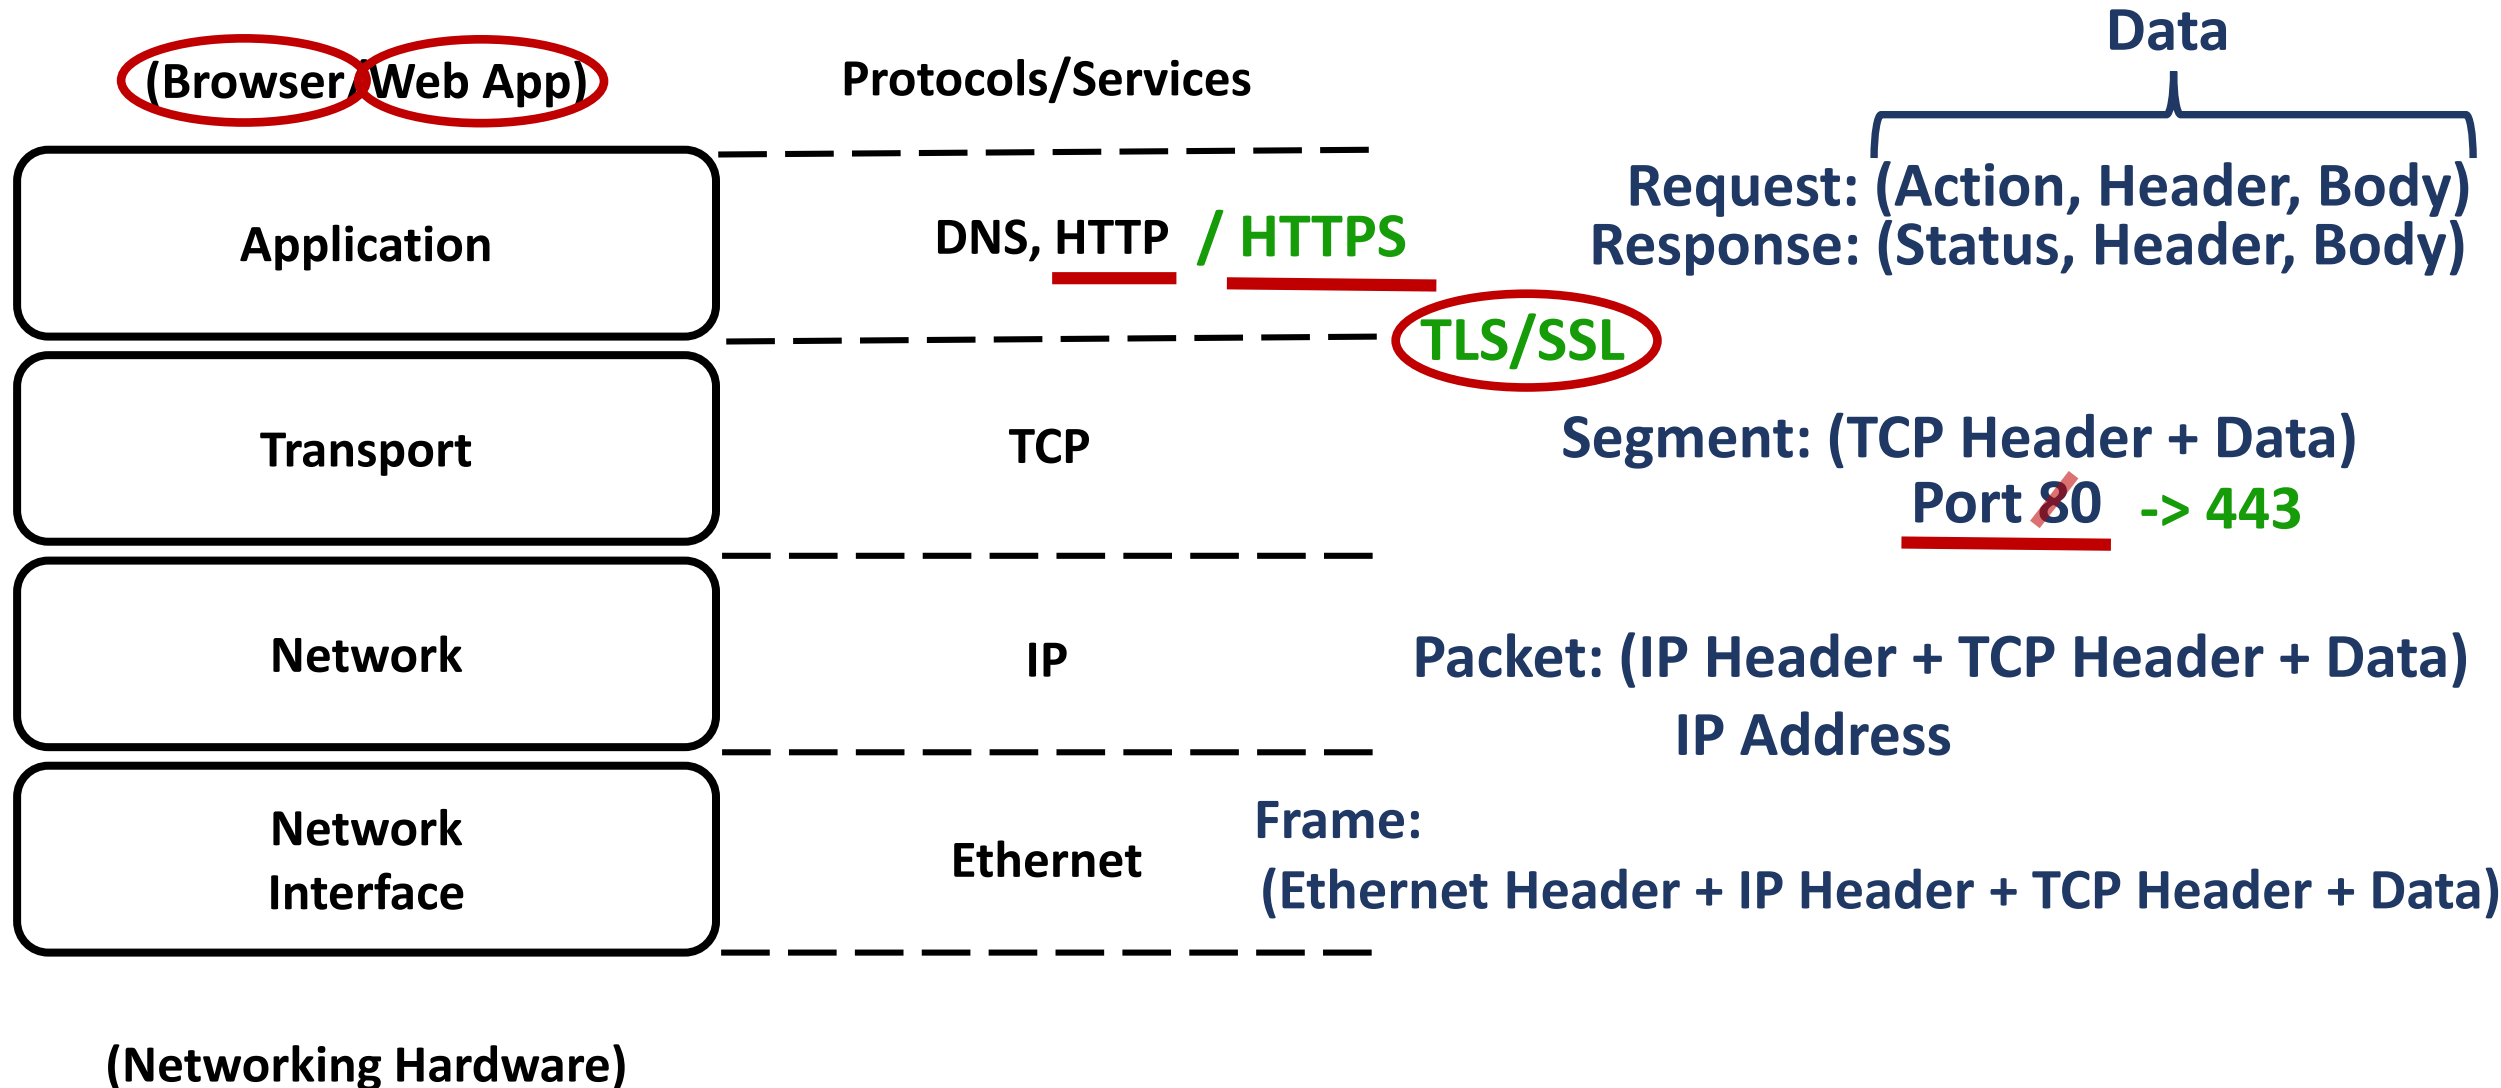 Data
(Browser/Web App)
Protocols/Services
Request: (Action, Header, Body)
Application
DNS, HTTP / HTTPS
Response: (Status, Header, Body)
TLS/SSL
Transport
TCP
Segment: (TCP Header + Data)
Port 80 -> 443
Network
IP
Packet: (IP Header + TCP Header + Data)
IP Address
Network
Interface
Ethernet
Frame:
(Ethernet Header + IP Header + TCP Header + Data)
(Networking Hardware)